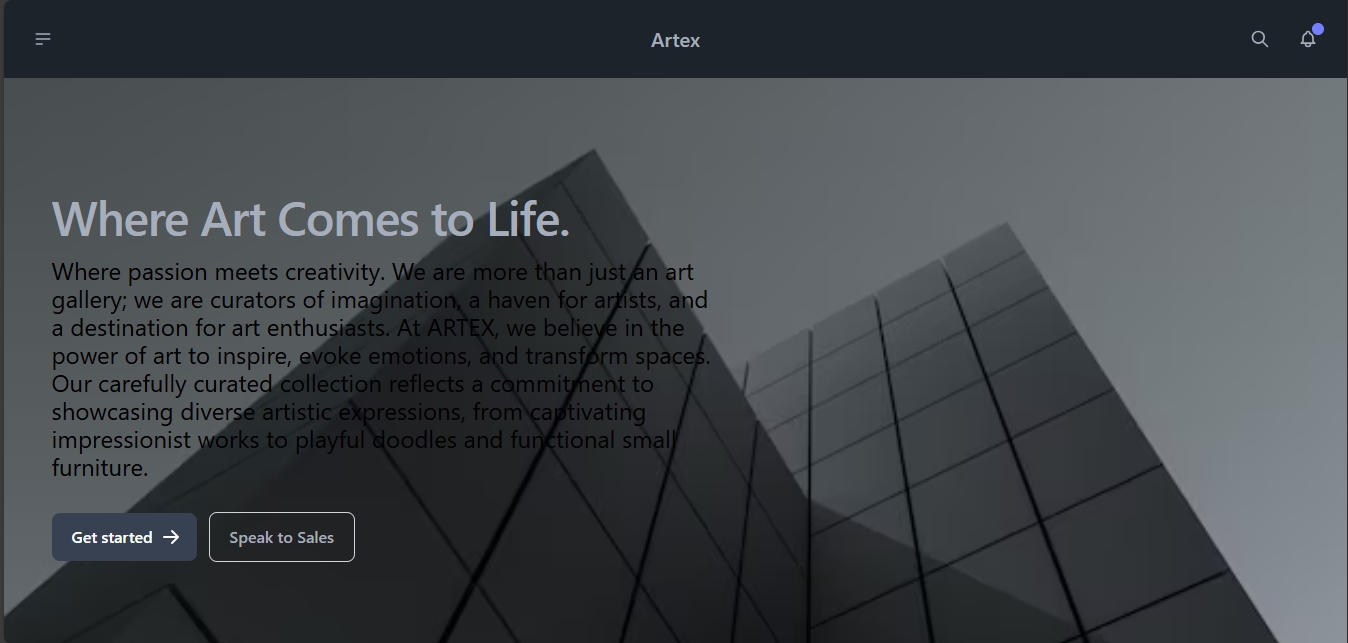 Artex
Where Art Comes to Life.
Where passion meets creativity. We are more than just an art
gallery; we are curators of imagination, a haven for artists, and
a destination for art enthusiasts. At ARTEX, we believe in the
power of art to inspire, evoke emotions, and transform spaces.
Our carefully curated collection reflects a commitment to
showcasing diverse artistic expressions, from captivating
impressionist works to playful doodles and functional small
furniture.
Get started
Speak to Sales